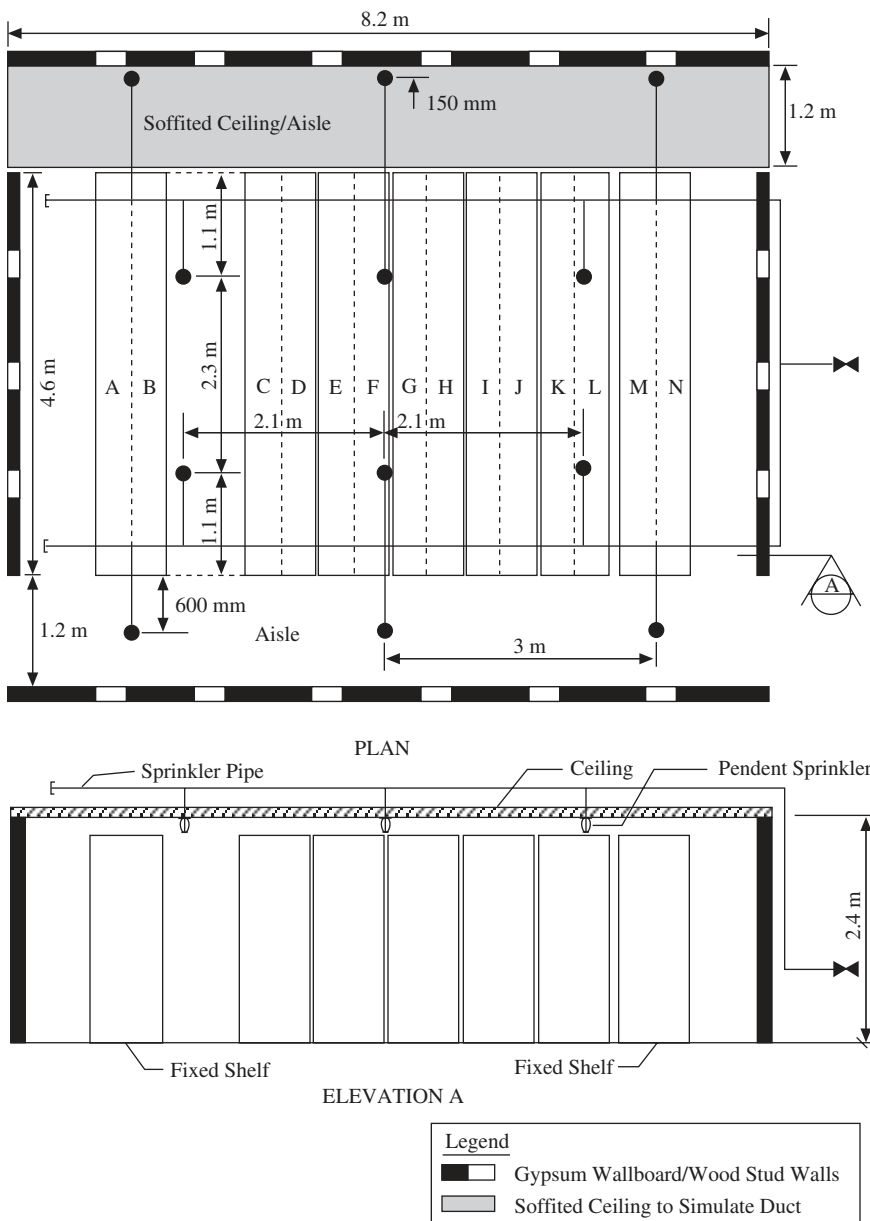 8.2 m
150 mm
1.2 m
Soffited Ceiling/Aisle
1.1 m
4.6 m
2.3 m
A B C D E F G H I J K L M N
2.1 m 2.1 m
1.1 m
A
600 mm
1.2 m
Aisle
3 m
PLAN
Sprinkler Pipe
Ceiling
Pendent Sprinkler
2.4 m
Fixed Shelf
Fixed Shelf
ELEVATION A
Legend
Gypsum Wallboard/Wood Stud Walls
Soffited Ceiling to Simulate Duct